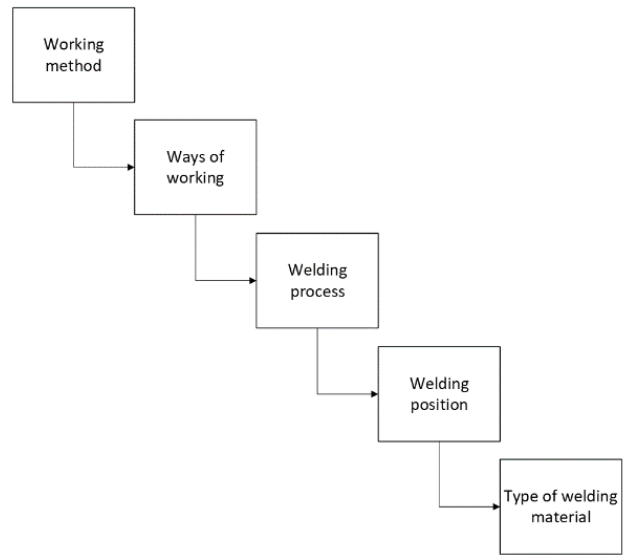 Working
method
Ways of
working
Welding
process
Welding
position
Type of welding
material